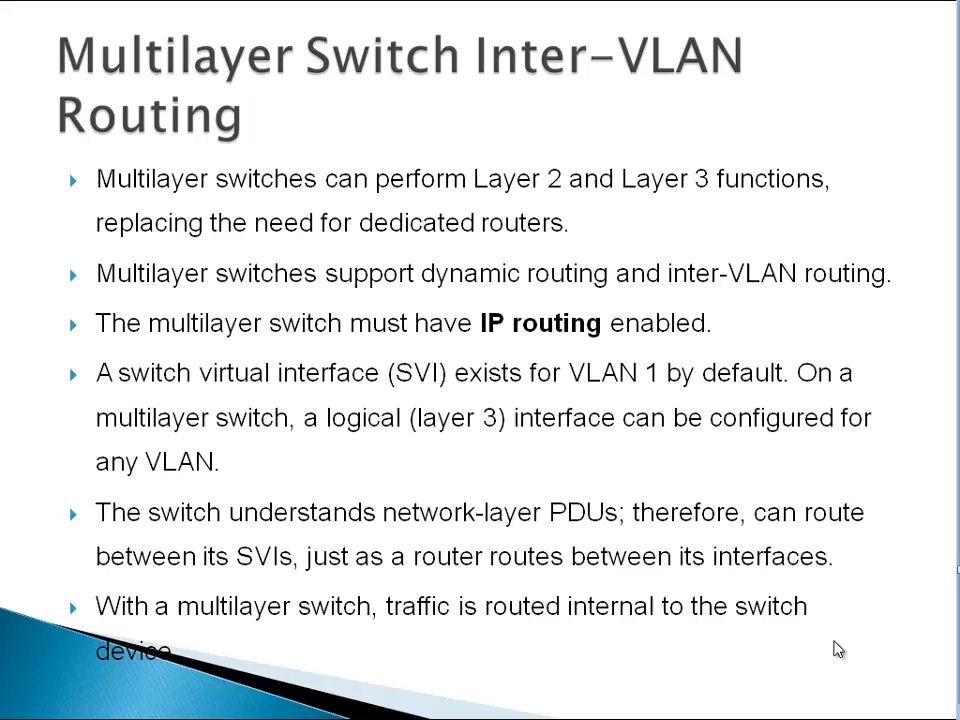 Multilayer Switch Inter-VLAN
Routing
Multilayer switches can perform Layer 2 and Layer 3 functions,
replacing the need for dedicated routers.
Multilayer switches support dynamic routing and inter-VLAN routing.
The multilayer switch must have IP routing enabled.
A switch virtual interface (SVI) exists for VLAN 1 by default. On a
multilayer switch, a logical (layer 3) interface can be configured for
any VLAN.
The switch understands network-layer PDUs; therefore, can route
between its SVIs, just as a router routes between its interfaces.
With a multilayer switch, traffic is routed internal to the switch
device.